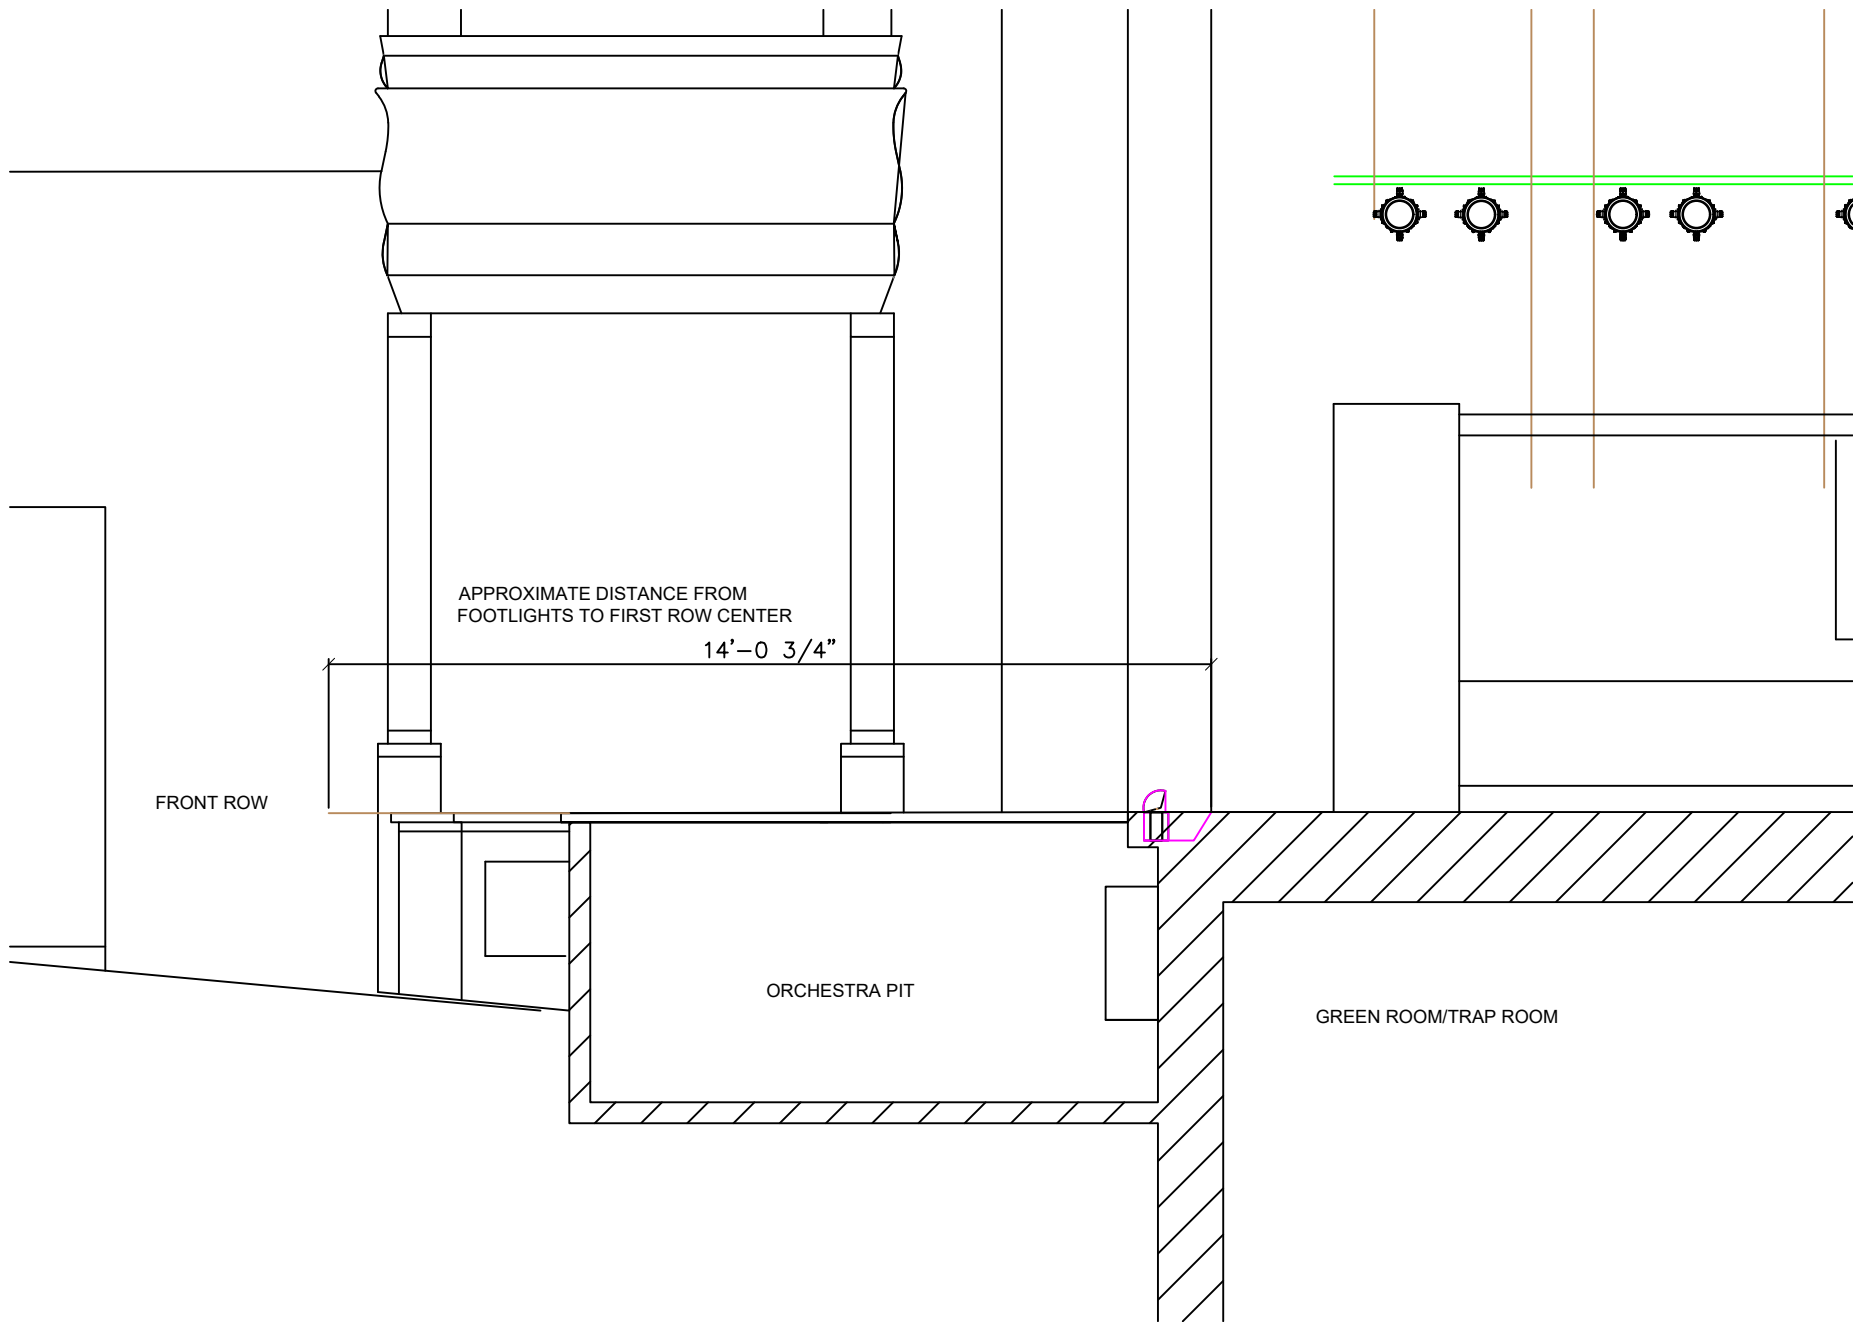 APPROXIMATE DISTANCE FROM
FOOTLIGHTS TO FIRST ROW CENTER
14’–0 3/4”
FRONT ROW
ORCHESTRA PIT
GREEN ROOM/TRAP ROOM